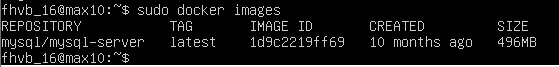 fhvb_16@max10:~$ sudo docker images
REPOSITORY TAG IMAGE ID CREATED SIZE
mysql/mysql-server latest 1d9c2219ff69 10 months ago 496MB
fhvb_16@max10:~$